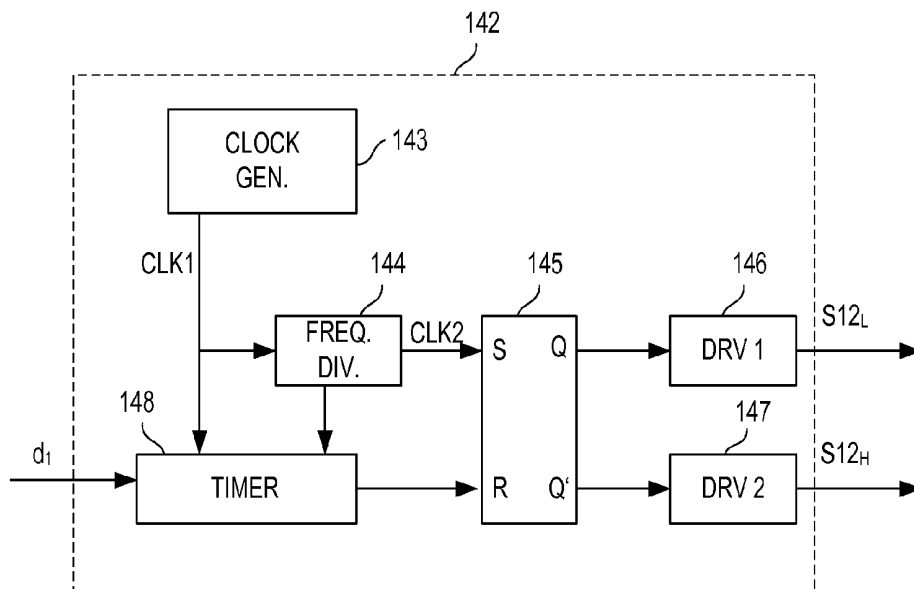 142
CLOCK
GEN.
143
CLK1
144
145
146
FREQ.
DIV.
CLK2
S
Q
DRV 1
S12L
148
147
d1
TIMER
R
Q'
DRV 2
S12H